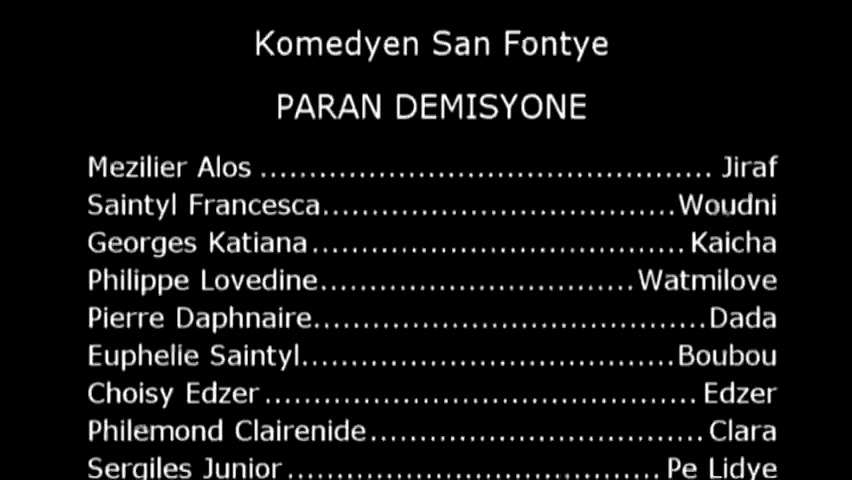 Komedyen San Fontye
PARAN DEMISYONE
Mezilier Alos ............................................. Jiraf
Saintyl Francesca....................................Woudni
Georges Katiana...................................... Kaicha
Philippe Lovedine............................... Watmilove
Pierre Daphnaire........................................Dada
Euphelie Saintyl......................................Boubou
Choisy Edzer ............................................ Edzer
Philemond Clairenide.................................. Clara
Sergiles Junior...................................... Pe Lidye